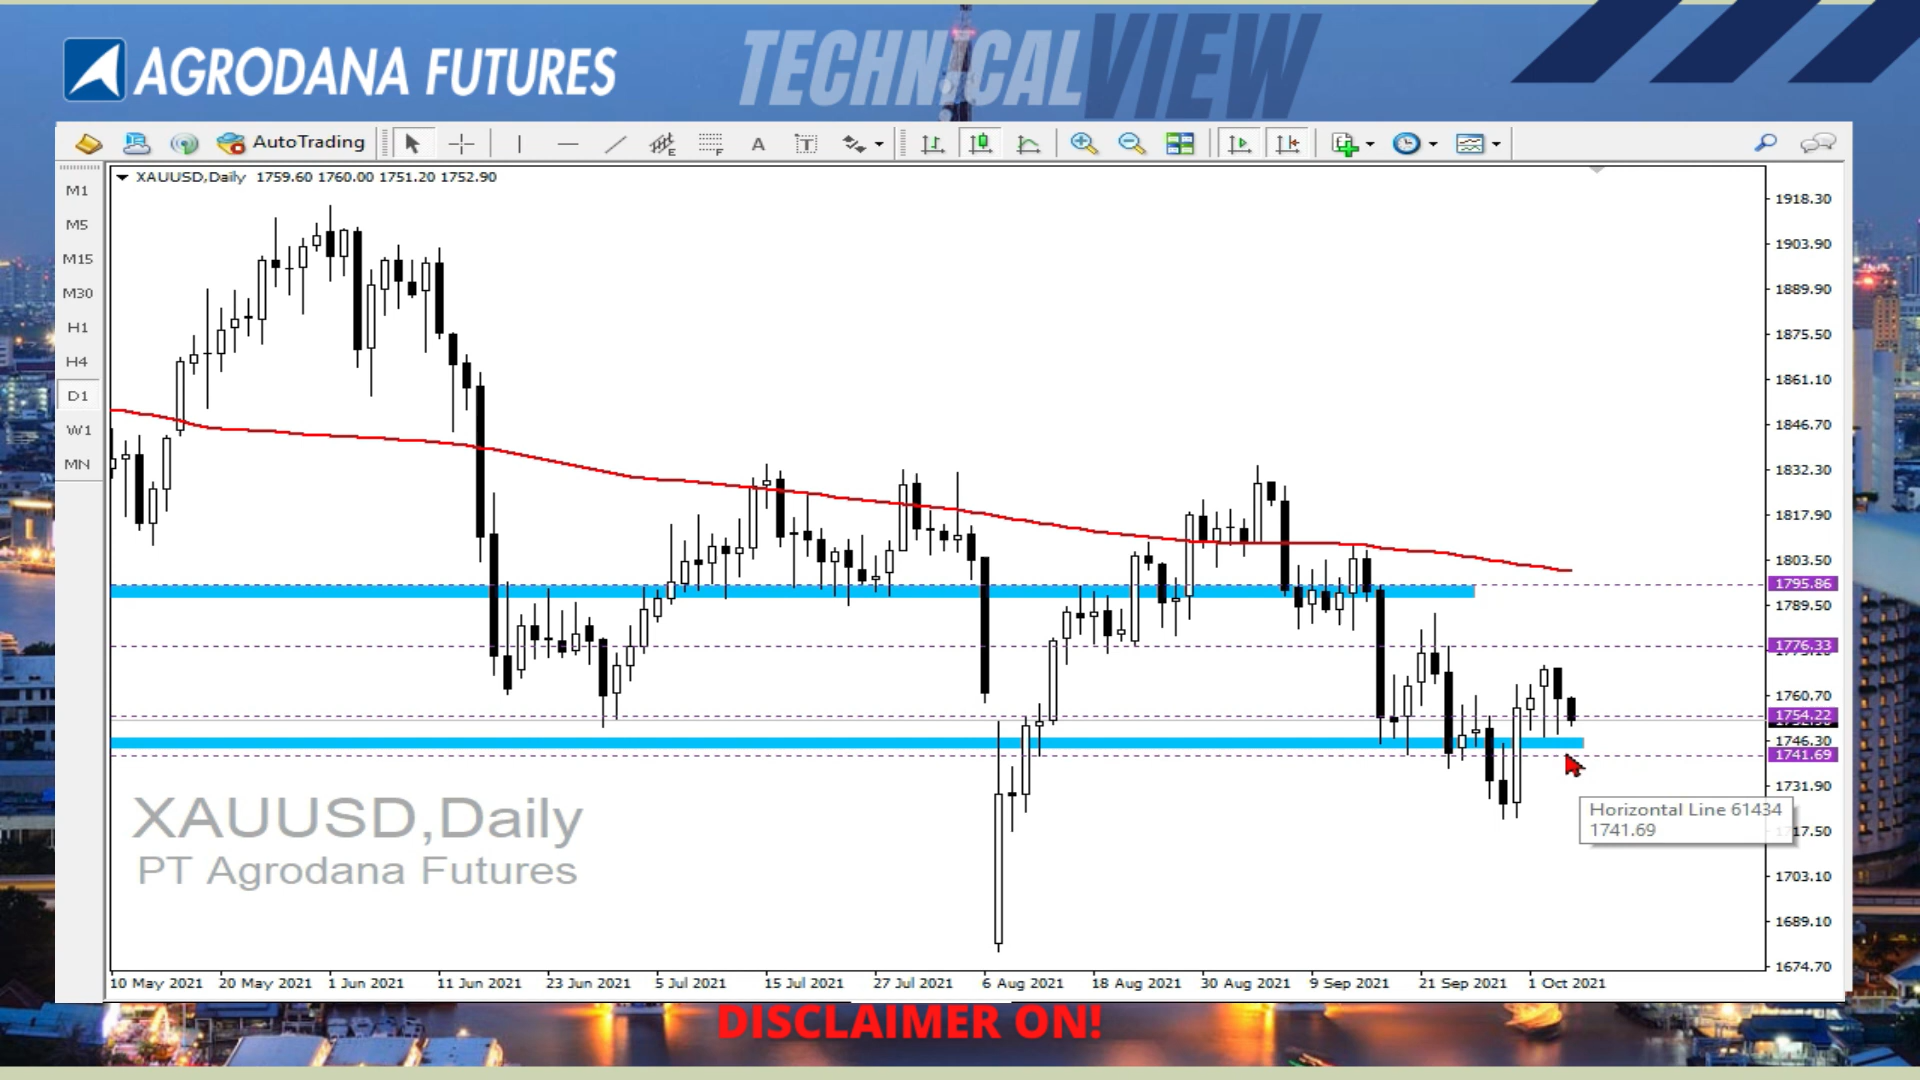 AGRODANA FUTURES
TECHNICALVIEW
AutoTrading
E
F
A
T
XAUUSD,Daily 1759.60 1760.00 1751.20 1752.90
M1
M5
M15
M30
H1
H4
D1
W1
MN
1918.30
1903.90
1889.90
1875.50
1861.10
1846.70
1832.30
1817.90
1803.50
1795.86
1789.50
1776.33
1760.70
1754.22
1746.30
1741.69
1731.90
Horizontal Line 61434
1741.69
17.50
1703.10
1689.10
1674.70
XAUUSD,Daily
PT Agrodana Futures
10 May 2021 20 May 2021 1 Jun 2021 11 Jun 2021 23 Jun 2021 5 Jul 2021 15 Jul 2021 27 Jul 2021 6 Aug 2021 18 Aug 2021 30 Aug 2021 9 Sep 2021 21 Sep 2021 1 Oct 2021
DISCLAIMER ON!